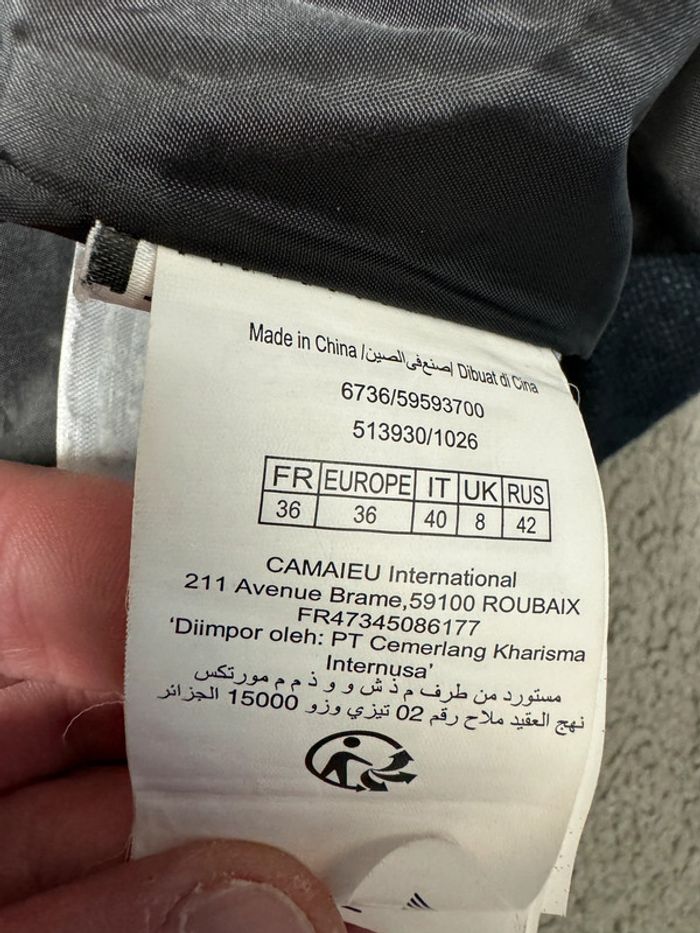 Made in China /صنع في الصين/ Dibuat di Cina
6736/59593700
513930/1026
FR EUROPE IT UK RUS
36 36 40 8 42
CAMAIEU International
211 Avenue Brame,59100 ROUBAIX
FR47345086177
'Diimpor oleh: PT Cemerlang Kharisma
Internusa'
مستورد من طرف م ذ ش و و ذ م م مورتكس
نهج العقيد ملاح رقم 02 تيزي وزو 15000 الجزائر